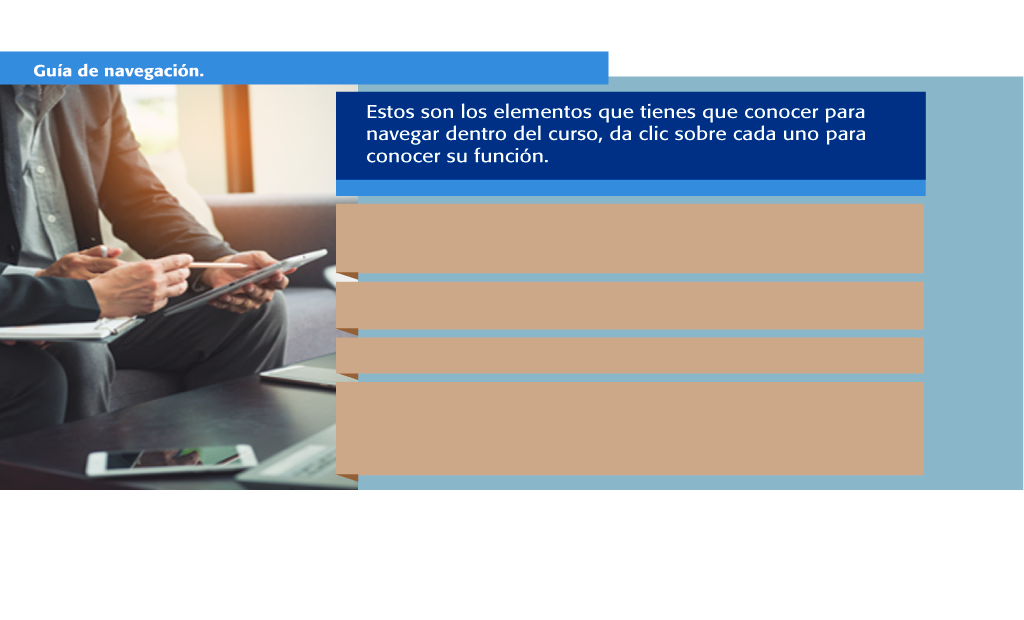 Guía de navegación.
Estos son los elementos que tienes que conocer para
navegar dentro del curso, da clic sobre cada uno para
conocer su función.